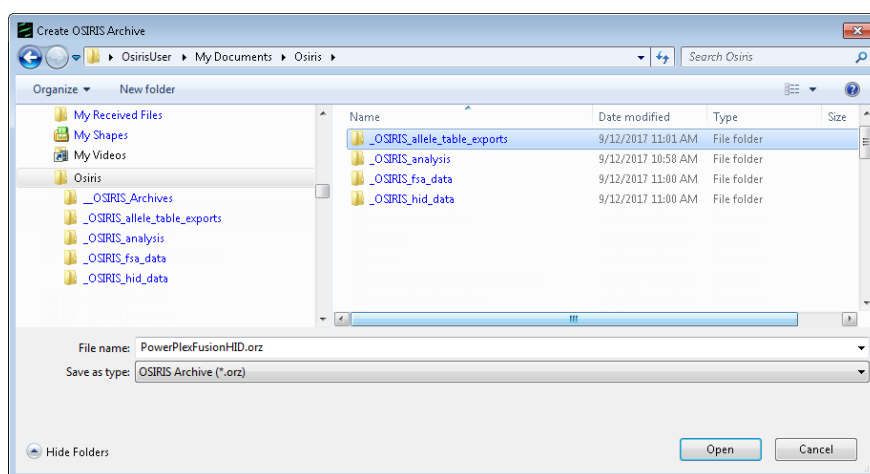 Create OSIRIS Archive
OsirisUser My Documents Osiris
Search Osiris
Organize New folder
My Received Files
My Shapes
My Videos
Osiris
__OSIRIS_Archives
_OSIRIS_allele_table_exports
_OSIRIS_analysis
_OSIRIS_fsa_data
_OSIRIS_hid_data
Name Date modified Type Size
_OSIRIS_allele_table_exports 9/12/2017 11:01 AM File folder
_OSIRIS_analysis 9/12/2017 10:58 AM File folder
_OSIRIS_fsa_data 9/12/2017 11:00 AM File folder
_OSIRIS_hid_data 9/12/2017 11:00 AM File folder
File name: PowerPlexFusionHID.orz
Save as type: OSIRIS Archive (*.orz)
Hide Folders
Open Cancel